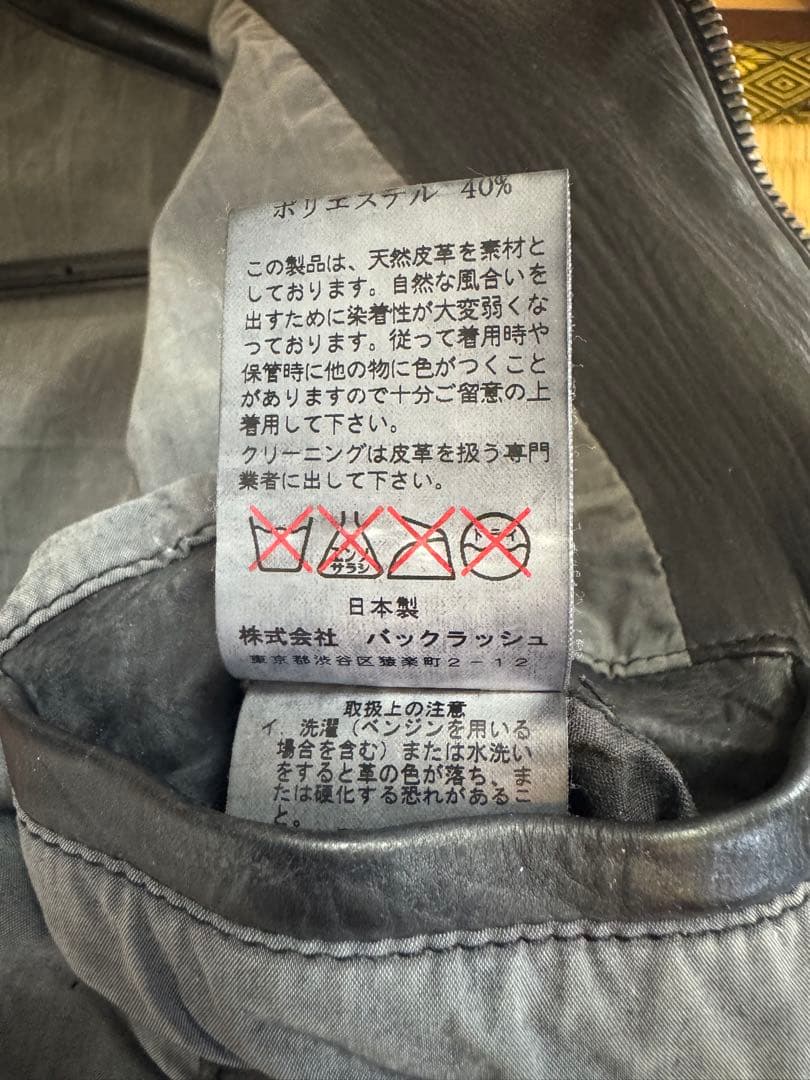 ポリエステル 40%
この製品は、天然皮革を素材と
しております。自然な風合いを
出すために染着性が大変弱くな
っております。従って着用時や
保管時に他の物に色がつくこと
がありますので十分ご留意の上
着用して下さい。
クリーニングは皮革を扱う専門
業者に出して下さい。
エンソ
サラシ
ドライ
日本製
株式会社 バックラッシュ
東京都渋谷区猿楽町2-12
取扱上の注意
イ. 洗濯(ベンジンを用いる
場合を含む)または水洗い
をすると革の色が落ち、ま
たは硬化する恐れがあるこ
と。